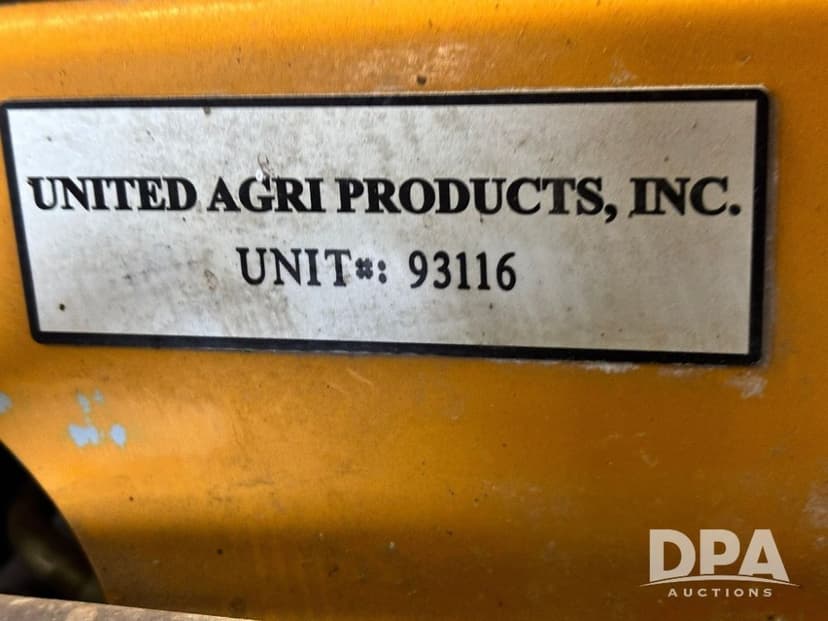 UNITED AGRI PRODUCTS, INC.
UNIT#: 93116
DPA
AUCTIONS